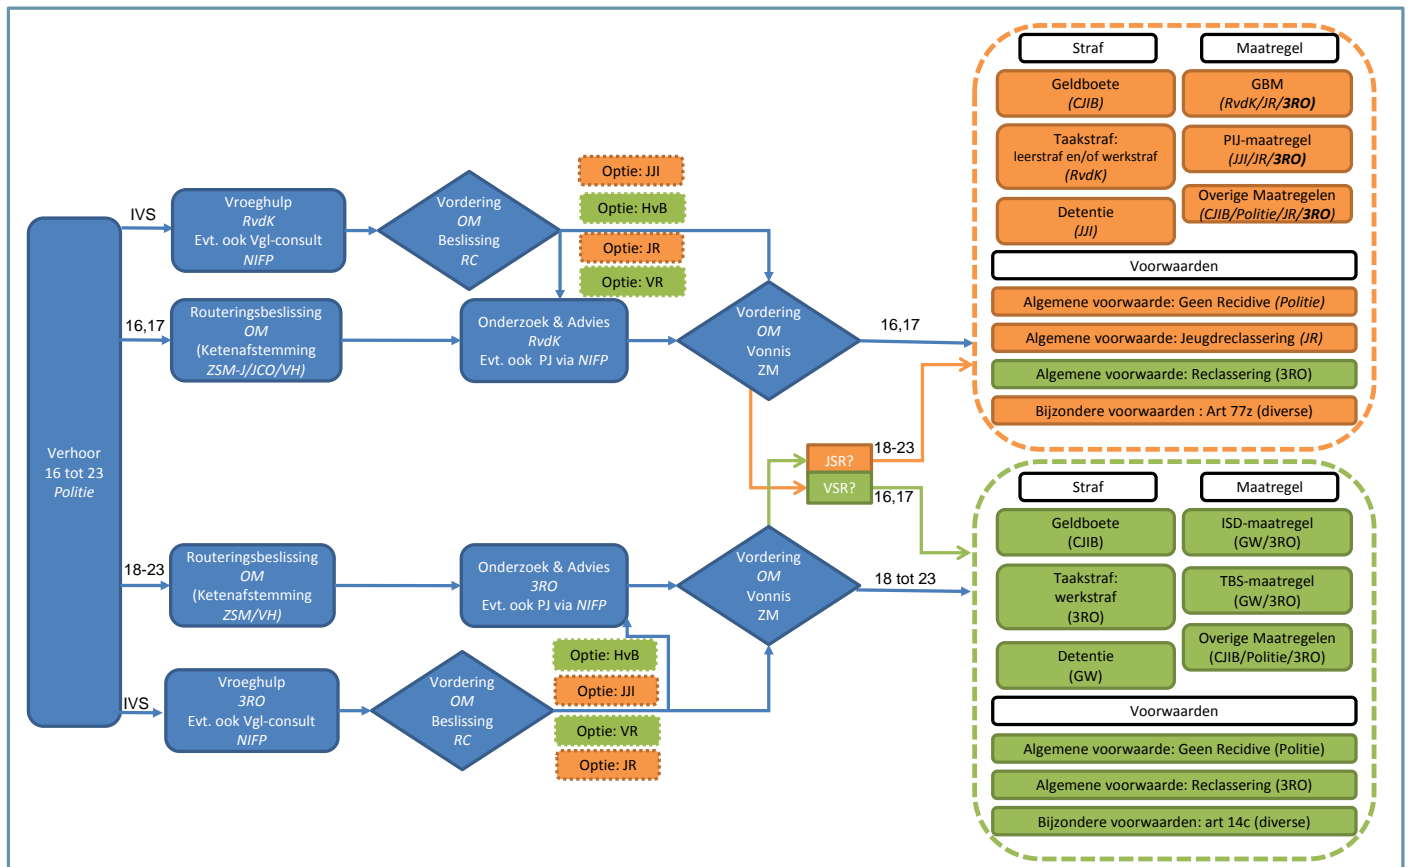 Verhoor
16 tot 23
Politie
IVS
Vroeghulp
RvdK
Evt. ook Vgl-consult
NIFP
Vordering
OM
Beslissing
RC
Optie: JJI
Optie: HvB
Optie: JR
Optie: VR
16,17
Routeringsbeslissing
OM
(Ketenafstemming
ZSM-J/JCO/VH)
Onderzoek & Advies
RvdK
Evt. ook PJ via NIFP
Vordering
OM
Vonnis
ZM
16,17
18-23
JSR?
VSR?
16,17
18-23
Routeringsbeslissing
OM
(Ketenafstemming
ZSM/VH)
Onderzoek & Advies
3RO
Evt. ook PJ via NIFP
Vordering
OM
Vonnis
ZM
18 tot 23
IVS
Vroeghulp
3RO
Evt. ook Vgl-consult
NIFP
Vordering
OM
Beslissing
RC
Optie: HvB
Optie: JJI
Optie: VR
Optie: JR
Straf
Maatregel
Geldboete
(CJIB)
GBM
(RvdK/JR/3RO)
Taakstraf:
leerstraf en/of werkstraf
(RvdK)
PIJ-maatregel
(JJI/JR/3RO)
Detentie
(JJI)
Overige Maatregelen
(CJIB/Politie/JR/3RO)
Voorwaarden
Algemene voorwaarde: Geen Recidive (Politie)
Algemene voorwaarde: Jeugdreclassering (JR)
Algemene voorwaarde: Reclassering (3RO)
Bijzondere voorwaarden : Art 77z (diverse)
Straf
Maatregel
Geldboete
(CJIB)
ISD-maatregel
(GW/3RO)
Taakstraf:
werkstraf
(3RO)
TBS-maatregel
(GW/3RO)
Detentie
(GW)
Overige Maatregelen
(CJIB/Politie/3RO)
Voorwaarden
Algemene voorwaarde: Geen Recidive (Politie)
Algemene voorwaarde: Reclassering (3RO)
Bijzondere voorwaarden: art 14c (diverse)